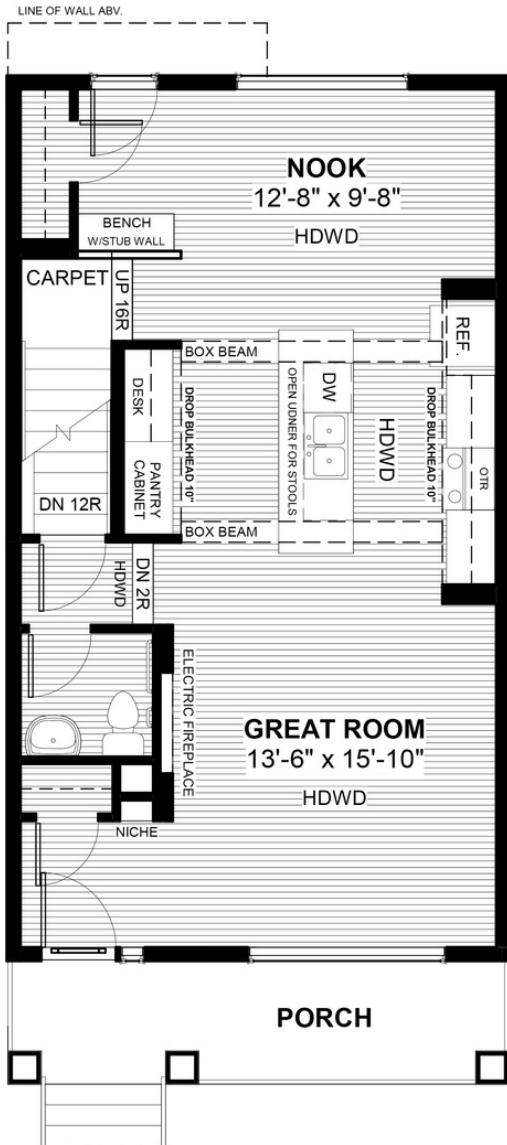 LINE OF WALL ABV.
NOOK
12'-8" x 9'-8"
HDWD
BENCH
W/STUB WALL
CARPET
UP 16R
REF.
BOX BEAM
DESK
DROP BULKHEAD 10"
OPEN UDNER FOR STOOLS
DW
HDWD
DROP BULKHEAD 10"
OTR
PANTRY
CABINET
DN 12R
BOX BEAM
HDWD
DN 2R
ELECTRIC FIREPLACE
GREAT ROOM
13'-6" x 15'-10"
HDWD
NICHE
PORCH